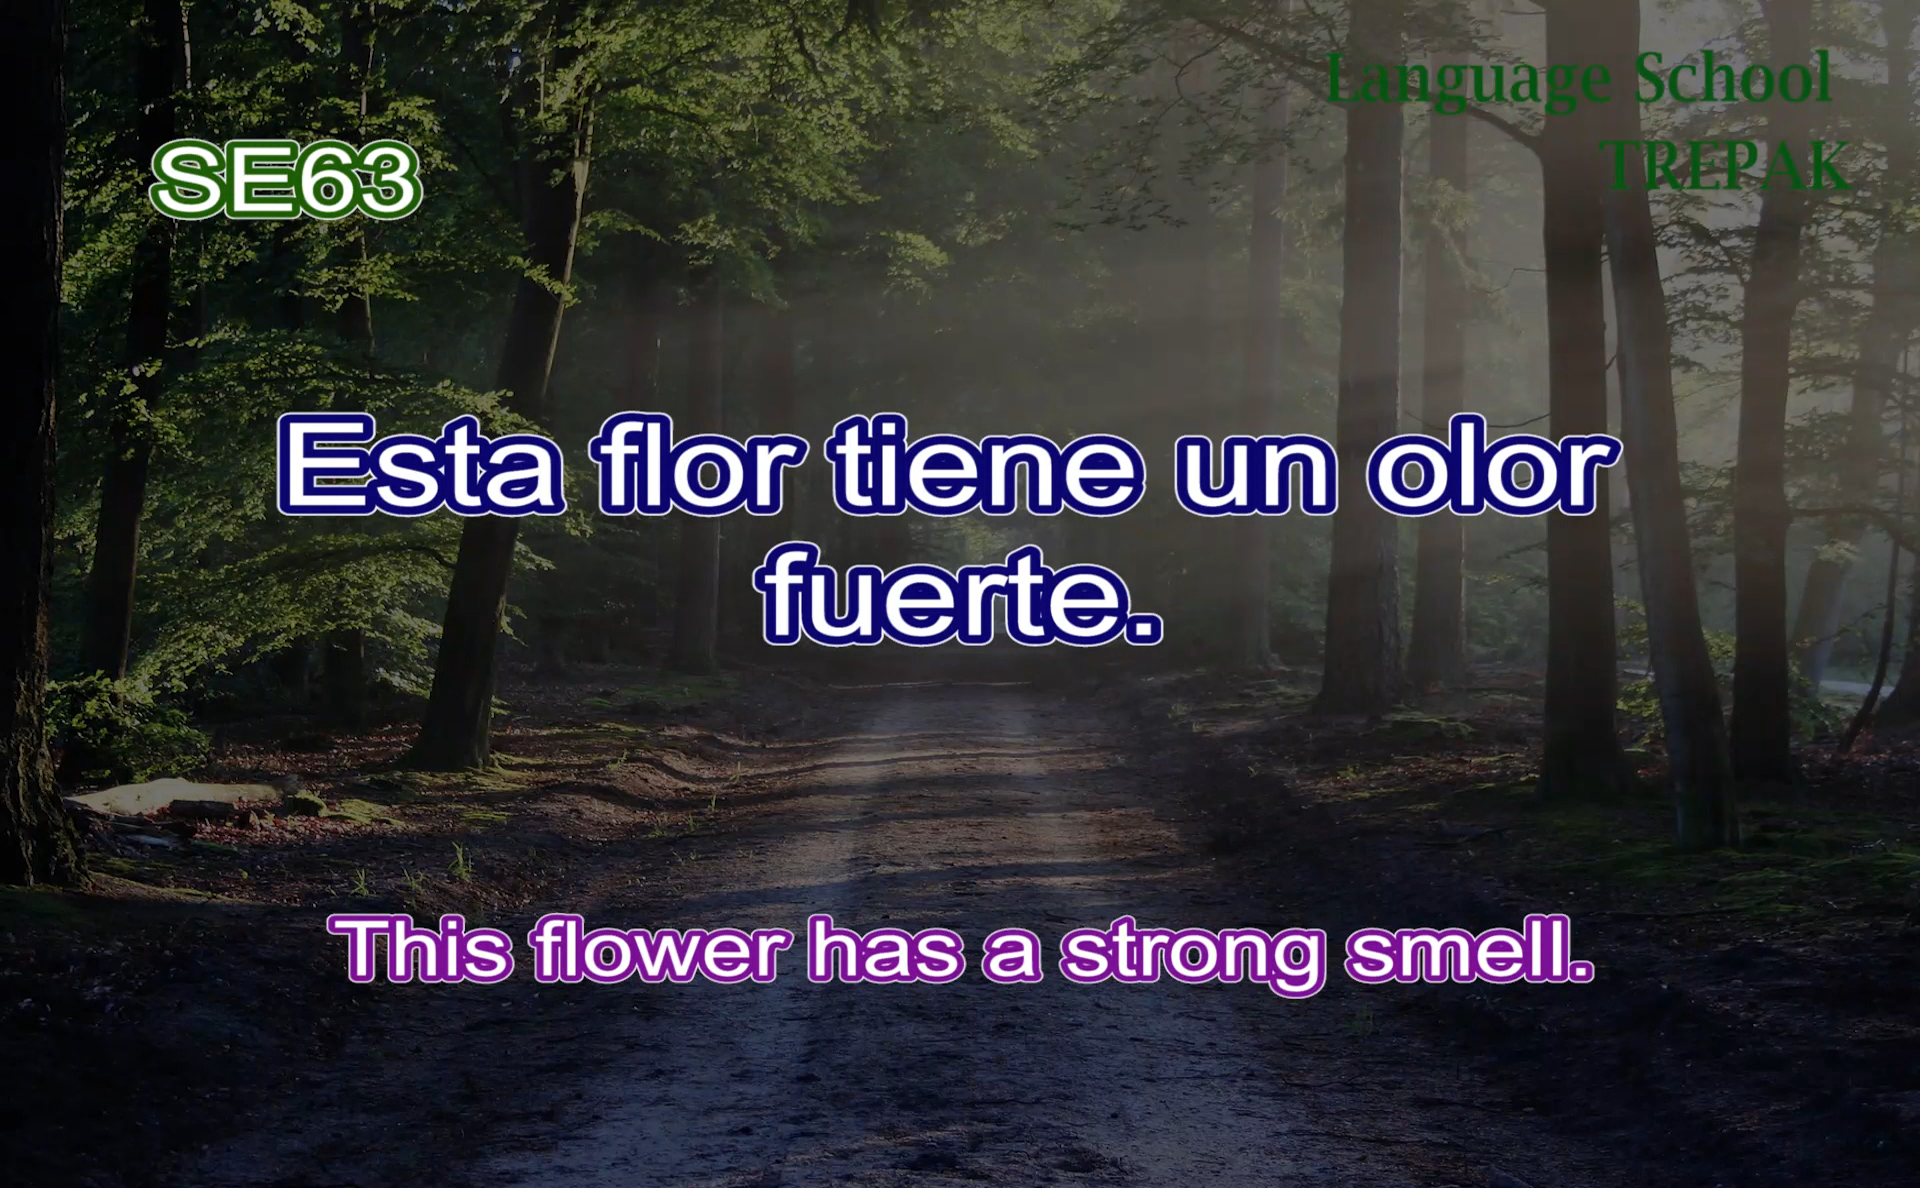 Language School
TREPAK
SE63
Esta flor tiene un olor
fuerte.
This flower has a strong smell.